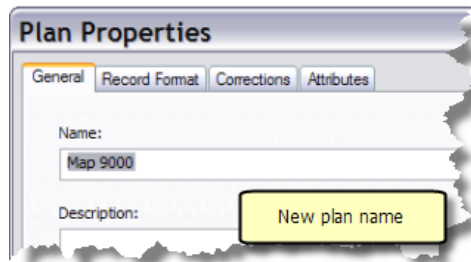 Plan Properties
General Record Format Corrections Attributes
Name:
Map 9000
Description:
New plan name